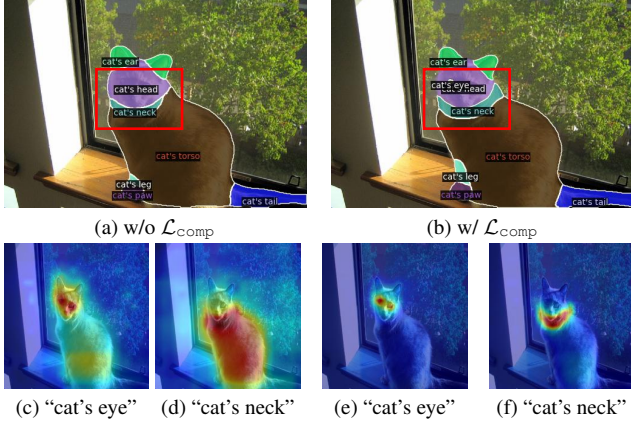 cat's ear
cat's head
cat's neck
cat's torso
cat's leg
cat's paw
cat's tail
(a) w/o 𝓛comp
cat's ear
cat's eye
cat's head
cat's neck
cat's torso
cat's leg
cat's paw
cat's tail
(b) w/ 𝓛comp
(c) “cat’s eye”
(d) “cat’s neck”
(e) “cat’s eye”
(f) “cat’s neck”